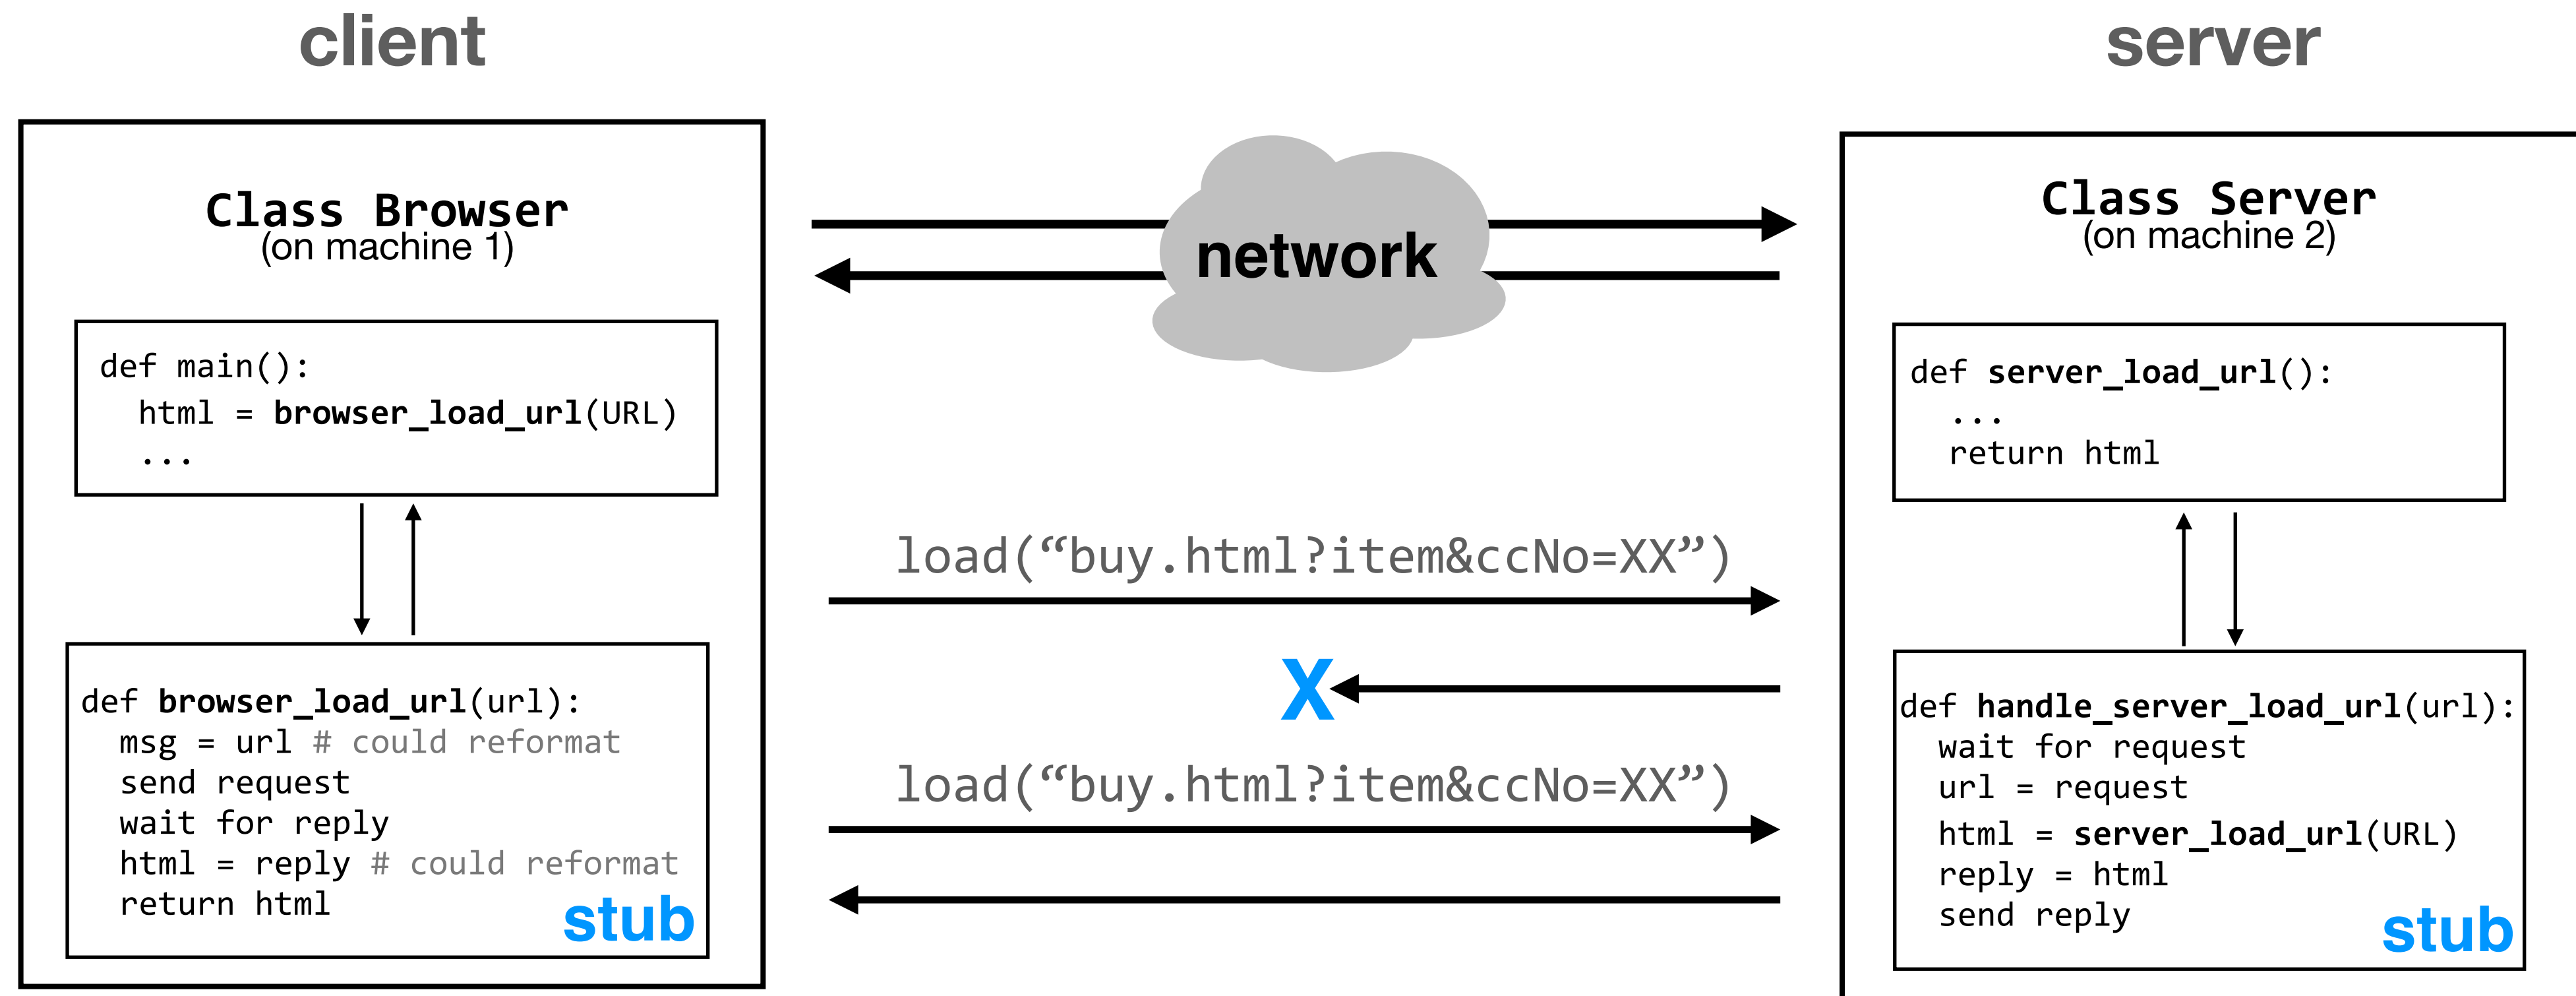 client
server
Class Browser
(on machine 1)
def main():
  html = browser_load_url(URL)
  ...
def browser_load_url(url):
  msg = url # could reformat
  send request
  wait for reply
  html = reply # could reformat
  return html
stub
network
load(“buy.html?item&ccNo=XX”)
X
load(“buy.html?item&ccNo=XX”)
Class Server
(on machine 2)
def server_load_url():
  ...
  return html
def handle_server_load_url(url):
  wait for request
  url = request
  html = server_load_url(URL)
  reply = html
  send reply
stub